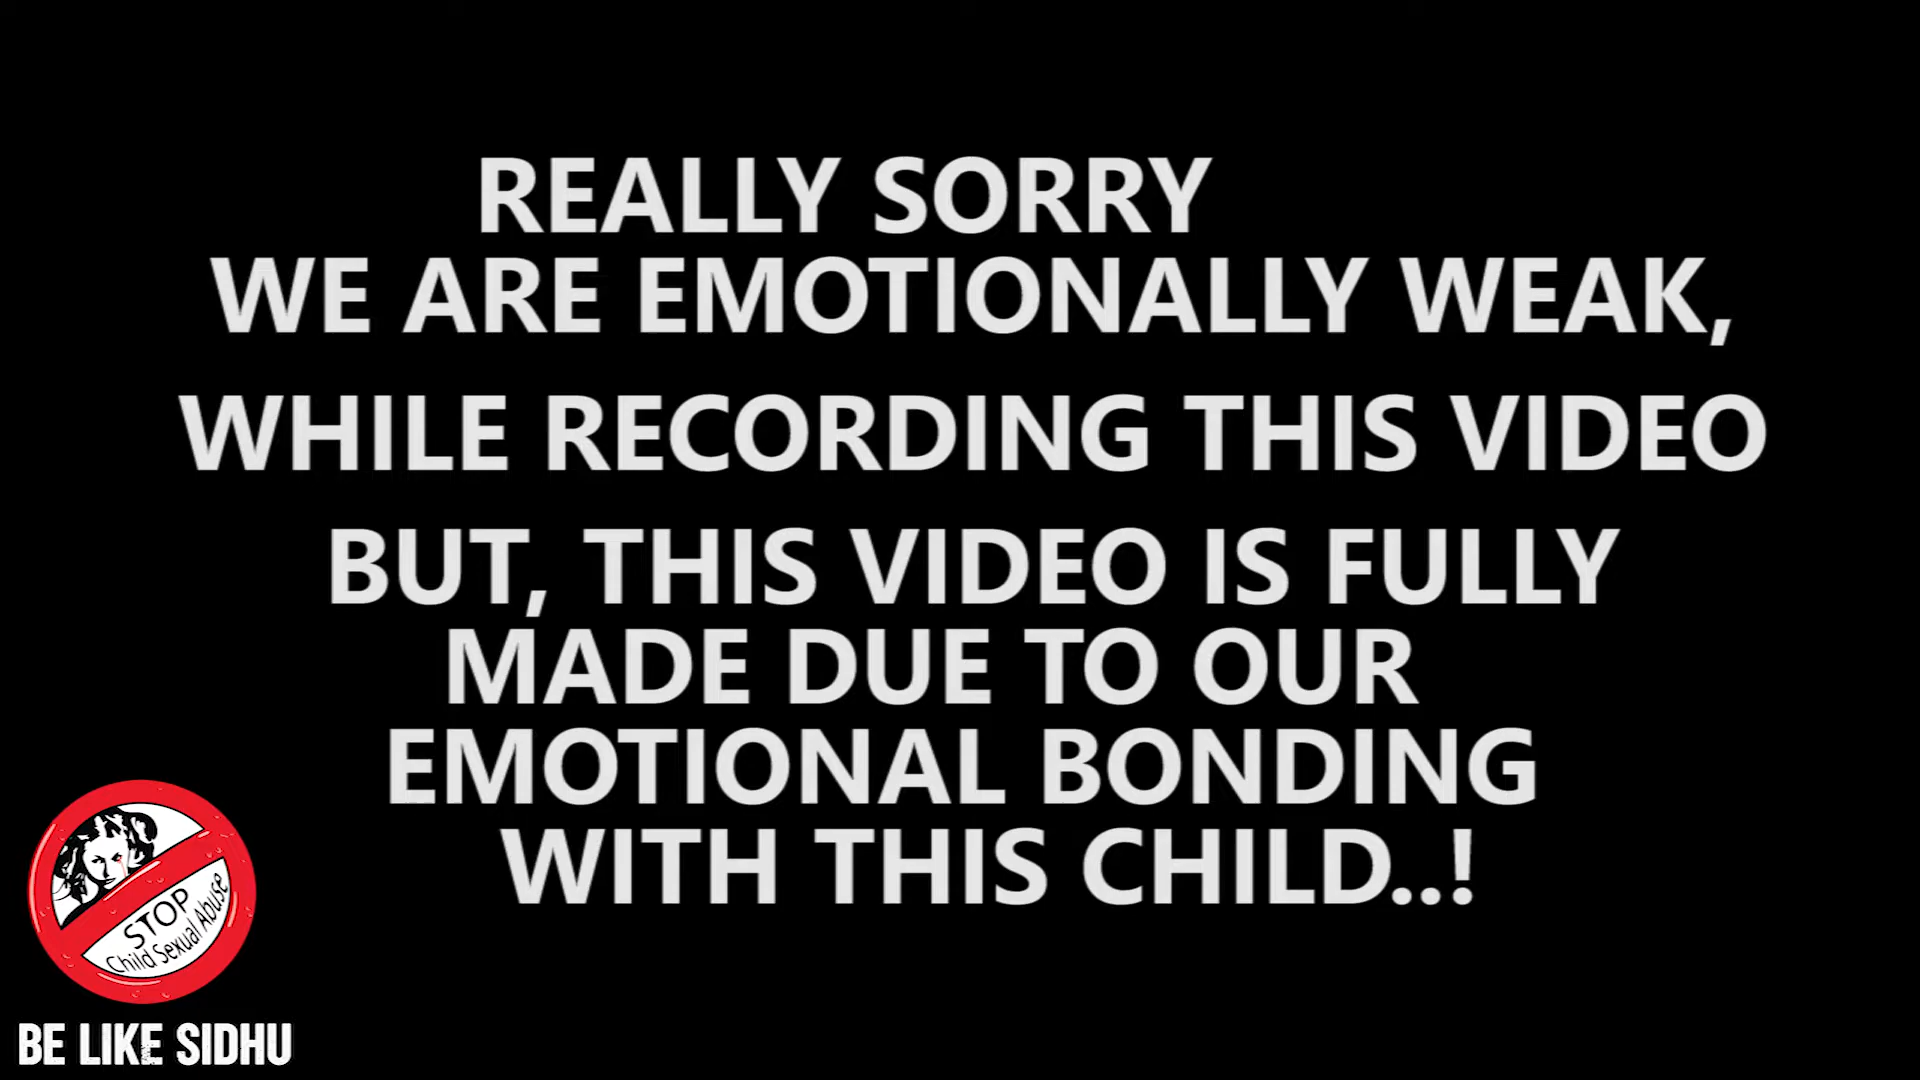 REALLY SORRY
WE ARE EMOTIONALLY WEAK,
WHILE RECORDING THIS VIDEO
BUT, THIS VIDEO IS FULLY
MADE DUE TO OUR
EMOTIONAL BONDING
WITH THIS CHILD..!
STOP
Child Sexual Abuse
BE LIKE SIDHU